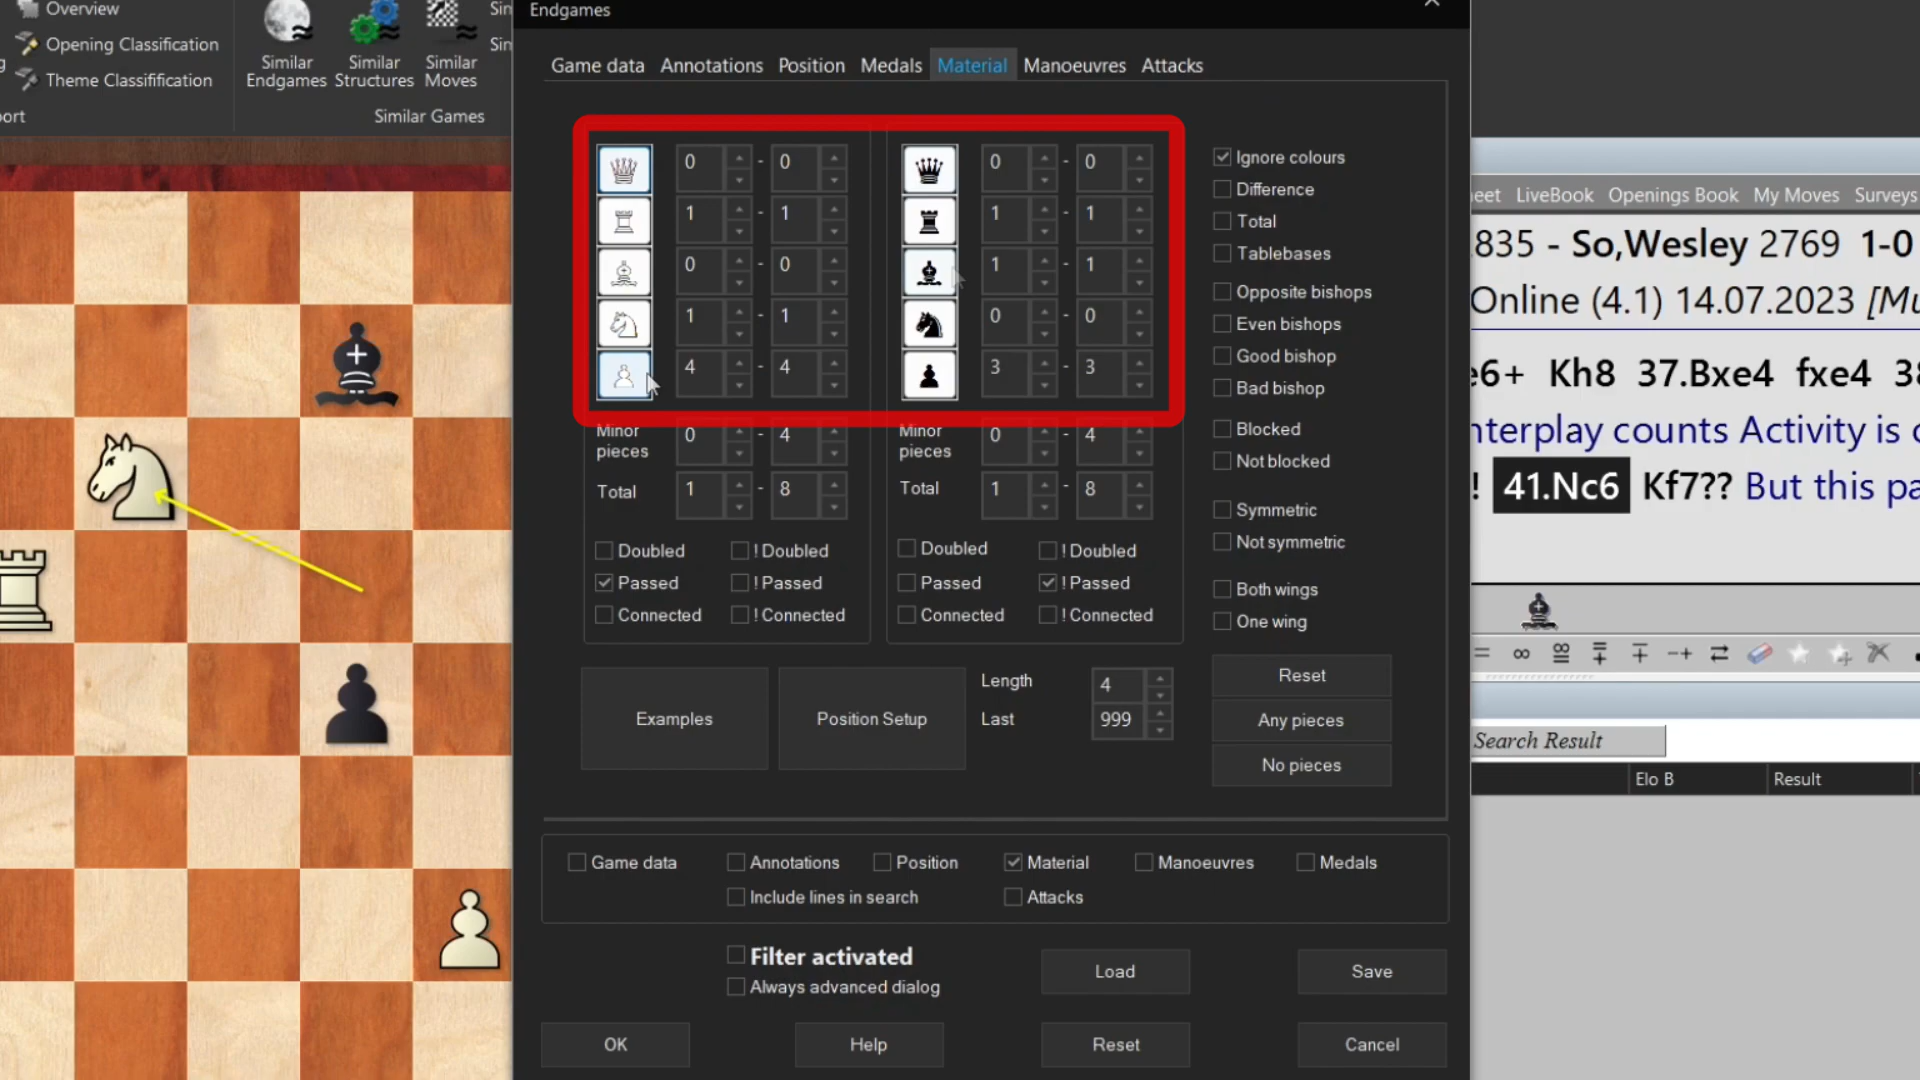 Overview
Opening Classification
Theme Classifification
ort
Similar Endgames
Similar Structures
Similar Moves
Similar Games
Endgames
Game data Annotations Position Medals Material Manoeuvres Attacks
0 - 0 0 - 0
1 - 1 1 - 1
0 - 0 1 - 1
1 - 1 0 - 0
4 - 4 3 - 3
Minor pieces 0 - 4 Minor pieces 0 - 4
Total 1 - 8 Total 1 - 8
Doubled ! Doubled Doubled ! Doubled
Passed ! Passed Passed ! Passed
Connected ! Connected Connected ! Connected
Ignore colours
Difference
Total
Tablebases
Opposite bishops
Even bishops
Good bishop
Bad bishop
Blocked
Not blocked
Symmetric
Not symmetric
Both wings
One wing
Examples
Position Setup
Length 4
Last 999
Reset
Any pieces
No pieces
Game data Annotations Position Material Manoeuvres Medals
Include lines in search Attacks
Filter activated
Always advanced dialog
Load Save
OK Help Reset Cancel
eet LiveBook Openings Book My Moves Surveys
835 - So,Wesley 2769 1-0
Online (4.1) 14.07.2023 [Mu
e6+ Kh8 37.Bxe4 fxe4 38
nterplay counts Activity is c
! 41.Nc6 Kf7?? But this pa
= ∞ ∓ -+
Search Result
Elo B Result